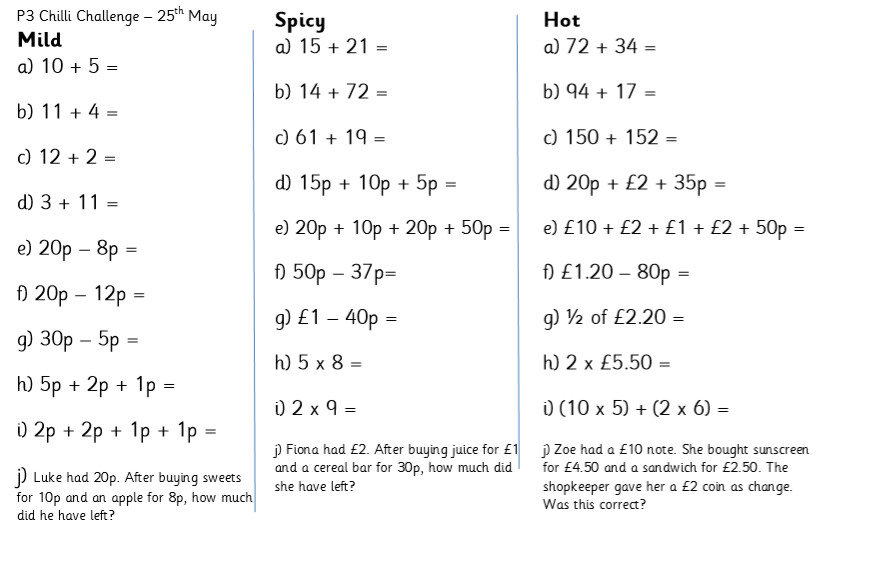 P3 Chilli Challenge – 25th May
Mild
a) 10 + 5 =
b) 11 + 4 =
c) 12 + 2 =
d) 3 + 11 =
e) 20p – 8p =
f) 20p – 12p =
g) 30p – 5p =
h) 5p + 2p + 1p =
i) 2p + 2p + 1p + 1p =
j) Luke had 20p. After buying sweets
for 10p and an apple for 8p, how much
did he have left?
Spicy
a) 15 + 21 =
b) 14 + 72 =
c) 61 + 19 =
d) 15p + 10p + 5p =
e) 20p + 10p + 20p + 50p =
f) 50p – 37p=
g) £1 – 40p =
h) 5 x 8 =
i) 2 x 9 =
j) Fiona had £2. After buying juice for £1
and a cereal bar for 30p, how much did
she have left?
Hot
a) 72 + 34 =
b) 94 + 17 =
c) 150 + 152 =
d) 20p + £2 + 35p =
e) £10 + £2 + £1 + £2 + 50p =
f) £1.20 – 80p =
g) ½ of £2.20 =
h) 2 x £5.50 =
i) (10 x 5) + (2 x 6) =
j) Zoe had a £10 note. She bought sunscreen
for £4.50 and a sandwich for £2.50. The
shopkeeper gave her a £2 coin as change.
Was this correct?